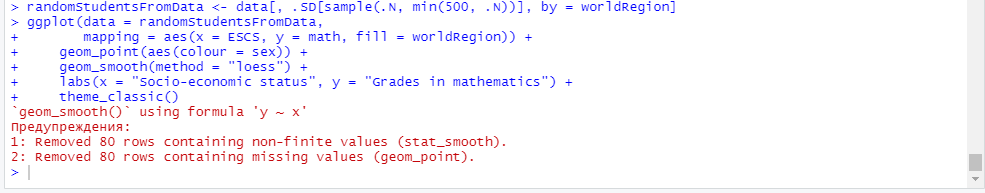 > randomStudentsFromData <- data[, .SD[sample(.N, min(500, .N))], by = worldRegion]
> ggplot(data = randomStudentsFromData,
+        mapping = aes(x = ESCS, y = math, fill = worldRegion)) +
+     geom_point(aes(colour = sex)) +
+     geom_smooth(method = "loess") +
+     labs(x = "Socio-economic status", y = "Grades in mathematics") +
+     theme_classic()
`geom_smooth()` using formula 'y ~ x'
Предупреждения:
1: Removed 80 rows containing non-finite values (stat_smooth).
2: Removed 80 rows containing missing values (geom_point).
>